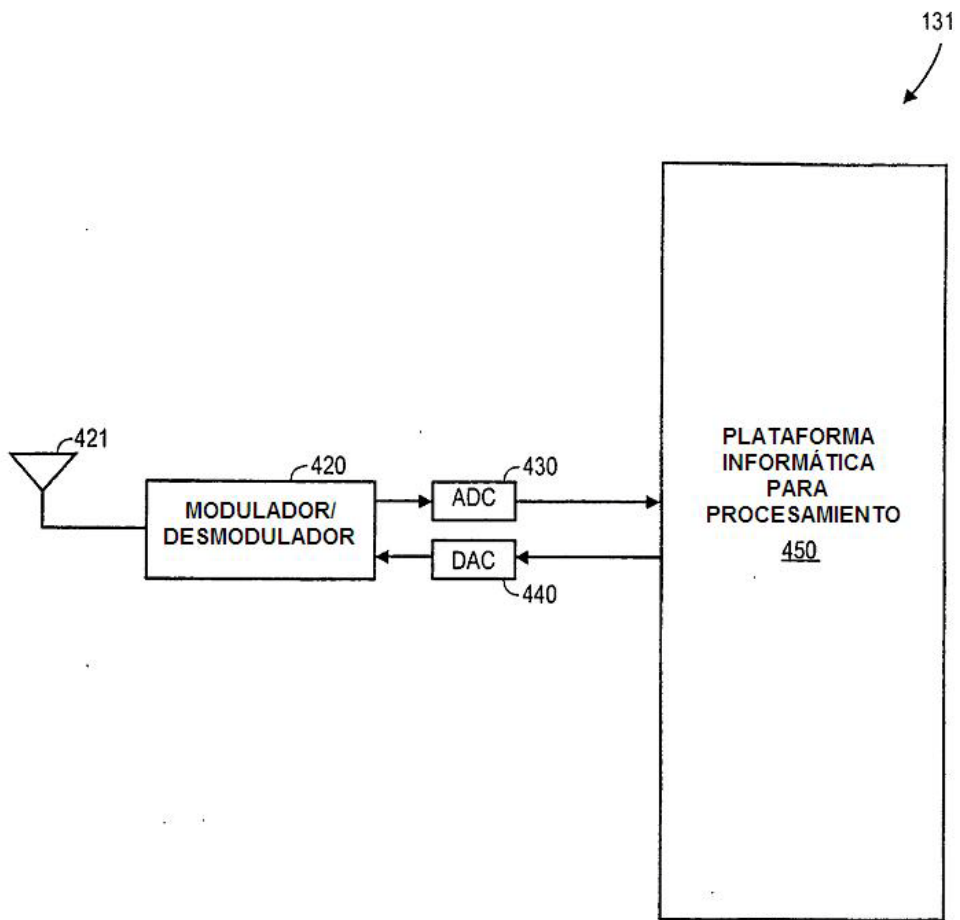 131
421
420
MODULADOR/
DESMODULADOR
430
ADC
DAC
440
PLATAFORMA
INFORMÁTICA
PARA
PROCESAMIENTO
450